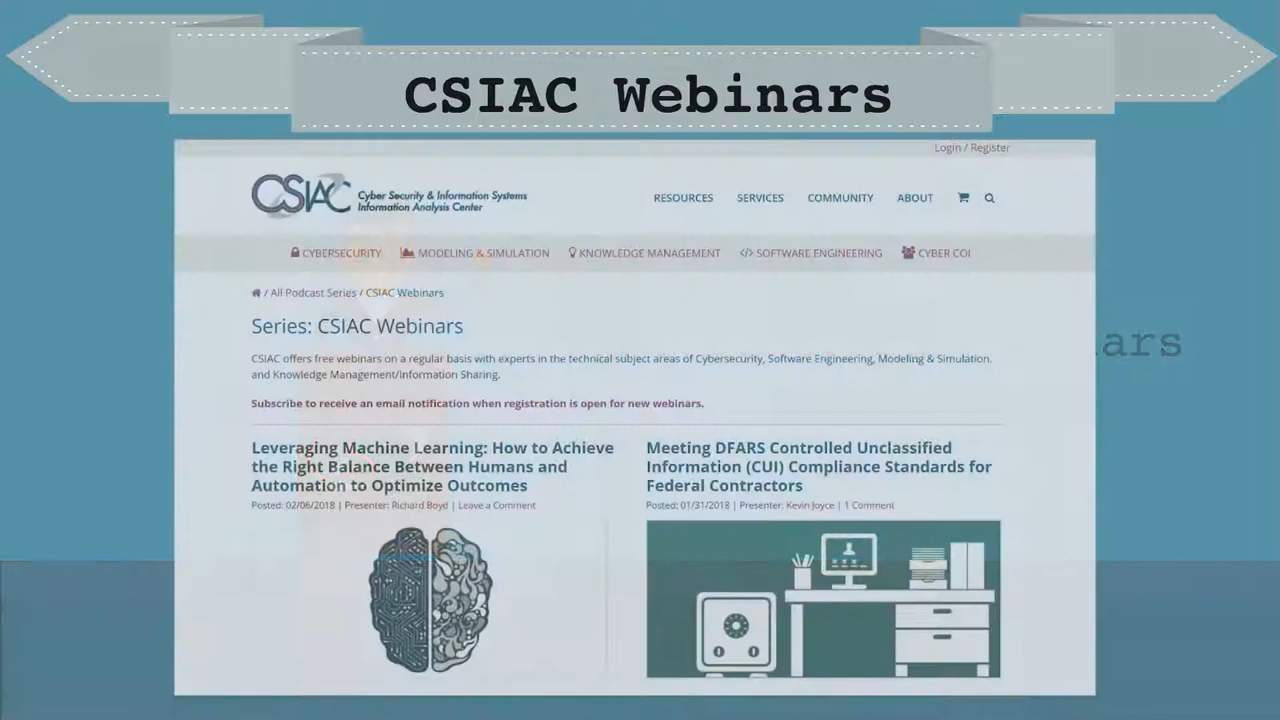 CSIAC Webinars
Login / Register
CSIAC Cyber Security & Information Systems
Information Analysis Center
RESOURCES SERVICES COMMUNITY ABOUT
CYBERSECURITY MODELING & SIMULATION KNOWLEDGE MANAGEMENT </> SOFTWARE ENGINEERING CYBER COI
/ All Podcast Series / CSIAC Webinars
Series: CSIAC Webinars
CSIAC offers free webinars on a regular basis with experts in the technical subject areas of Cybersecurity, Software Engineering, Modeling & Simulation.
and Knowledge Management/Information Sharing.
Subscribe to receive an email notification when registration is open for new webinars.
Leveraging Machine Learning: How to Achieve
the Right Balance Between Humans and
Automation to Optimize Outcomes
Posted: 02/06/2018 | Presenter: Richard Boyd | Leave a Comment
Meeting DFARS Controlled Unclassified
Information (CUI) Compliance Standards for
Federal Contractors
Posted: 01/31/2018 | Presenter: Kevin Joyce | 1 Comment